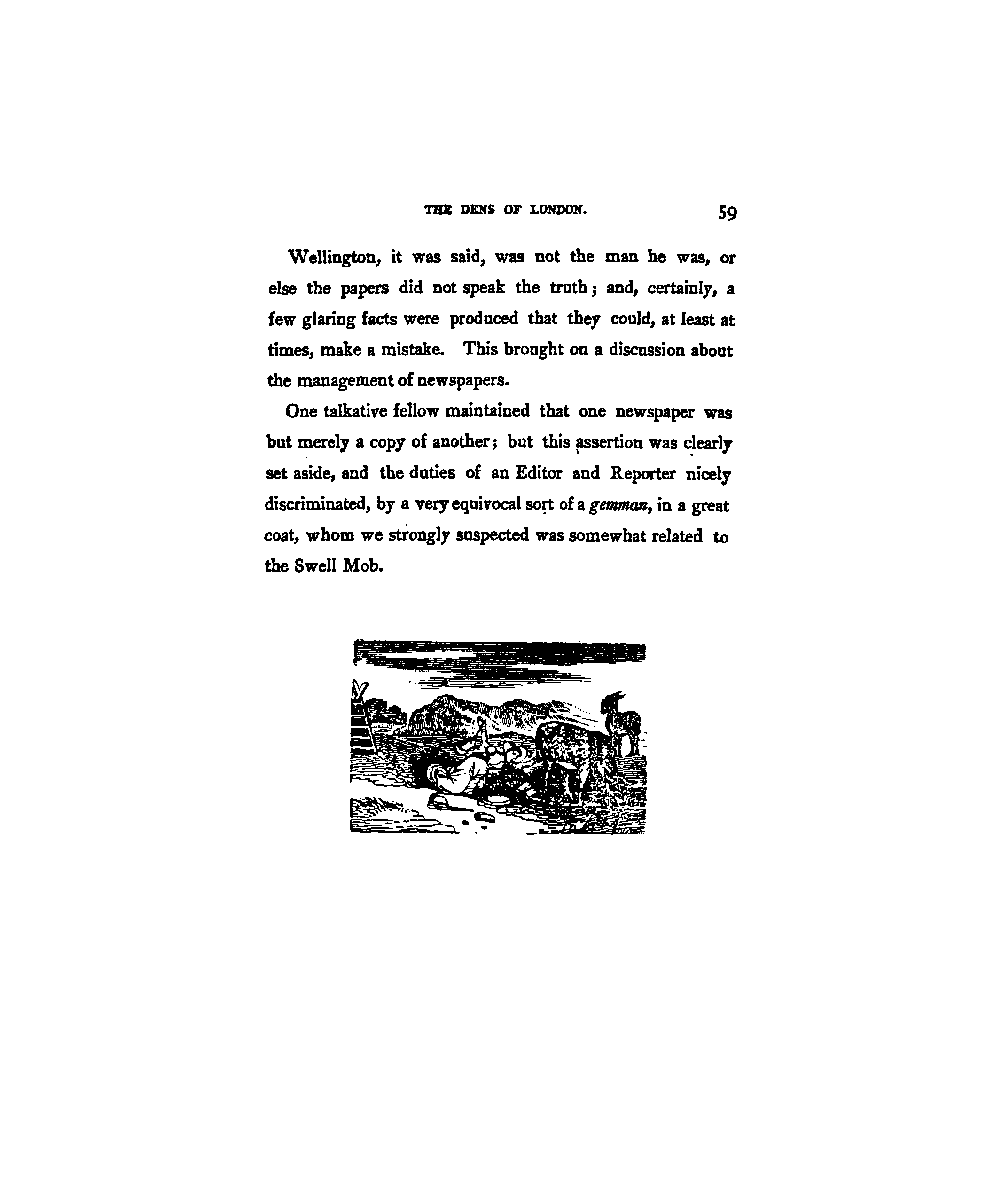 THE DENS OF LONDON. 59
Wellington, it was said, was not the man he was, or
else the papers did not speak the truth; and, certainly, a
few glaring facts were produced that they could, at least at
times, make a mistake. This brought on a discussion about
the management of newspapers.
One talkative fellow maintained that one newspaper was
but merely a copy of another; but this assertion was clearly
set aside, and the duties of an Editor and Reporter nicely
discriminated, by a very equivocal sort of a gemman, in a great
coat, whom we strongly suspected was somewhat related to
the Swell Mob.